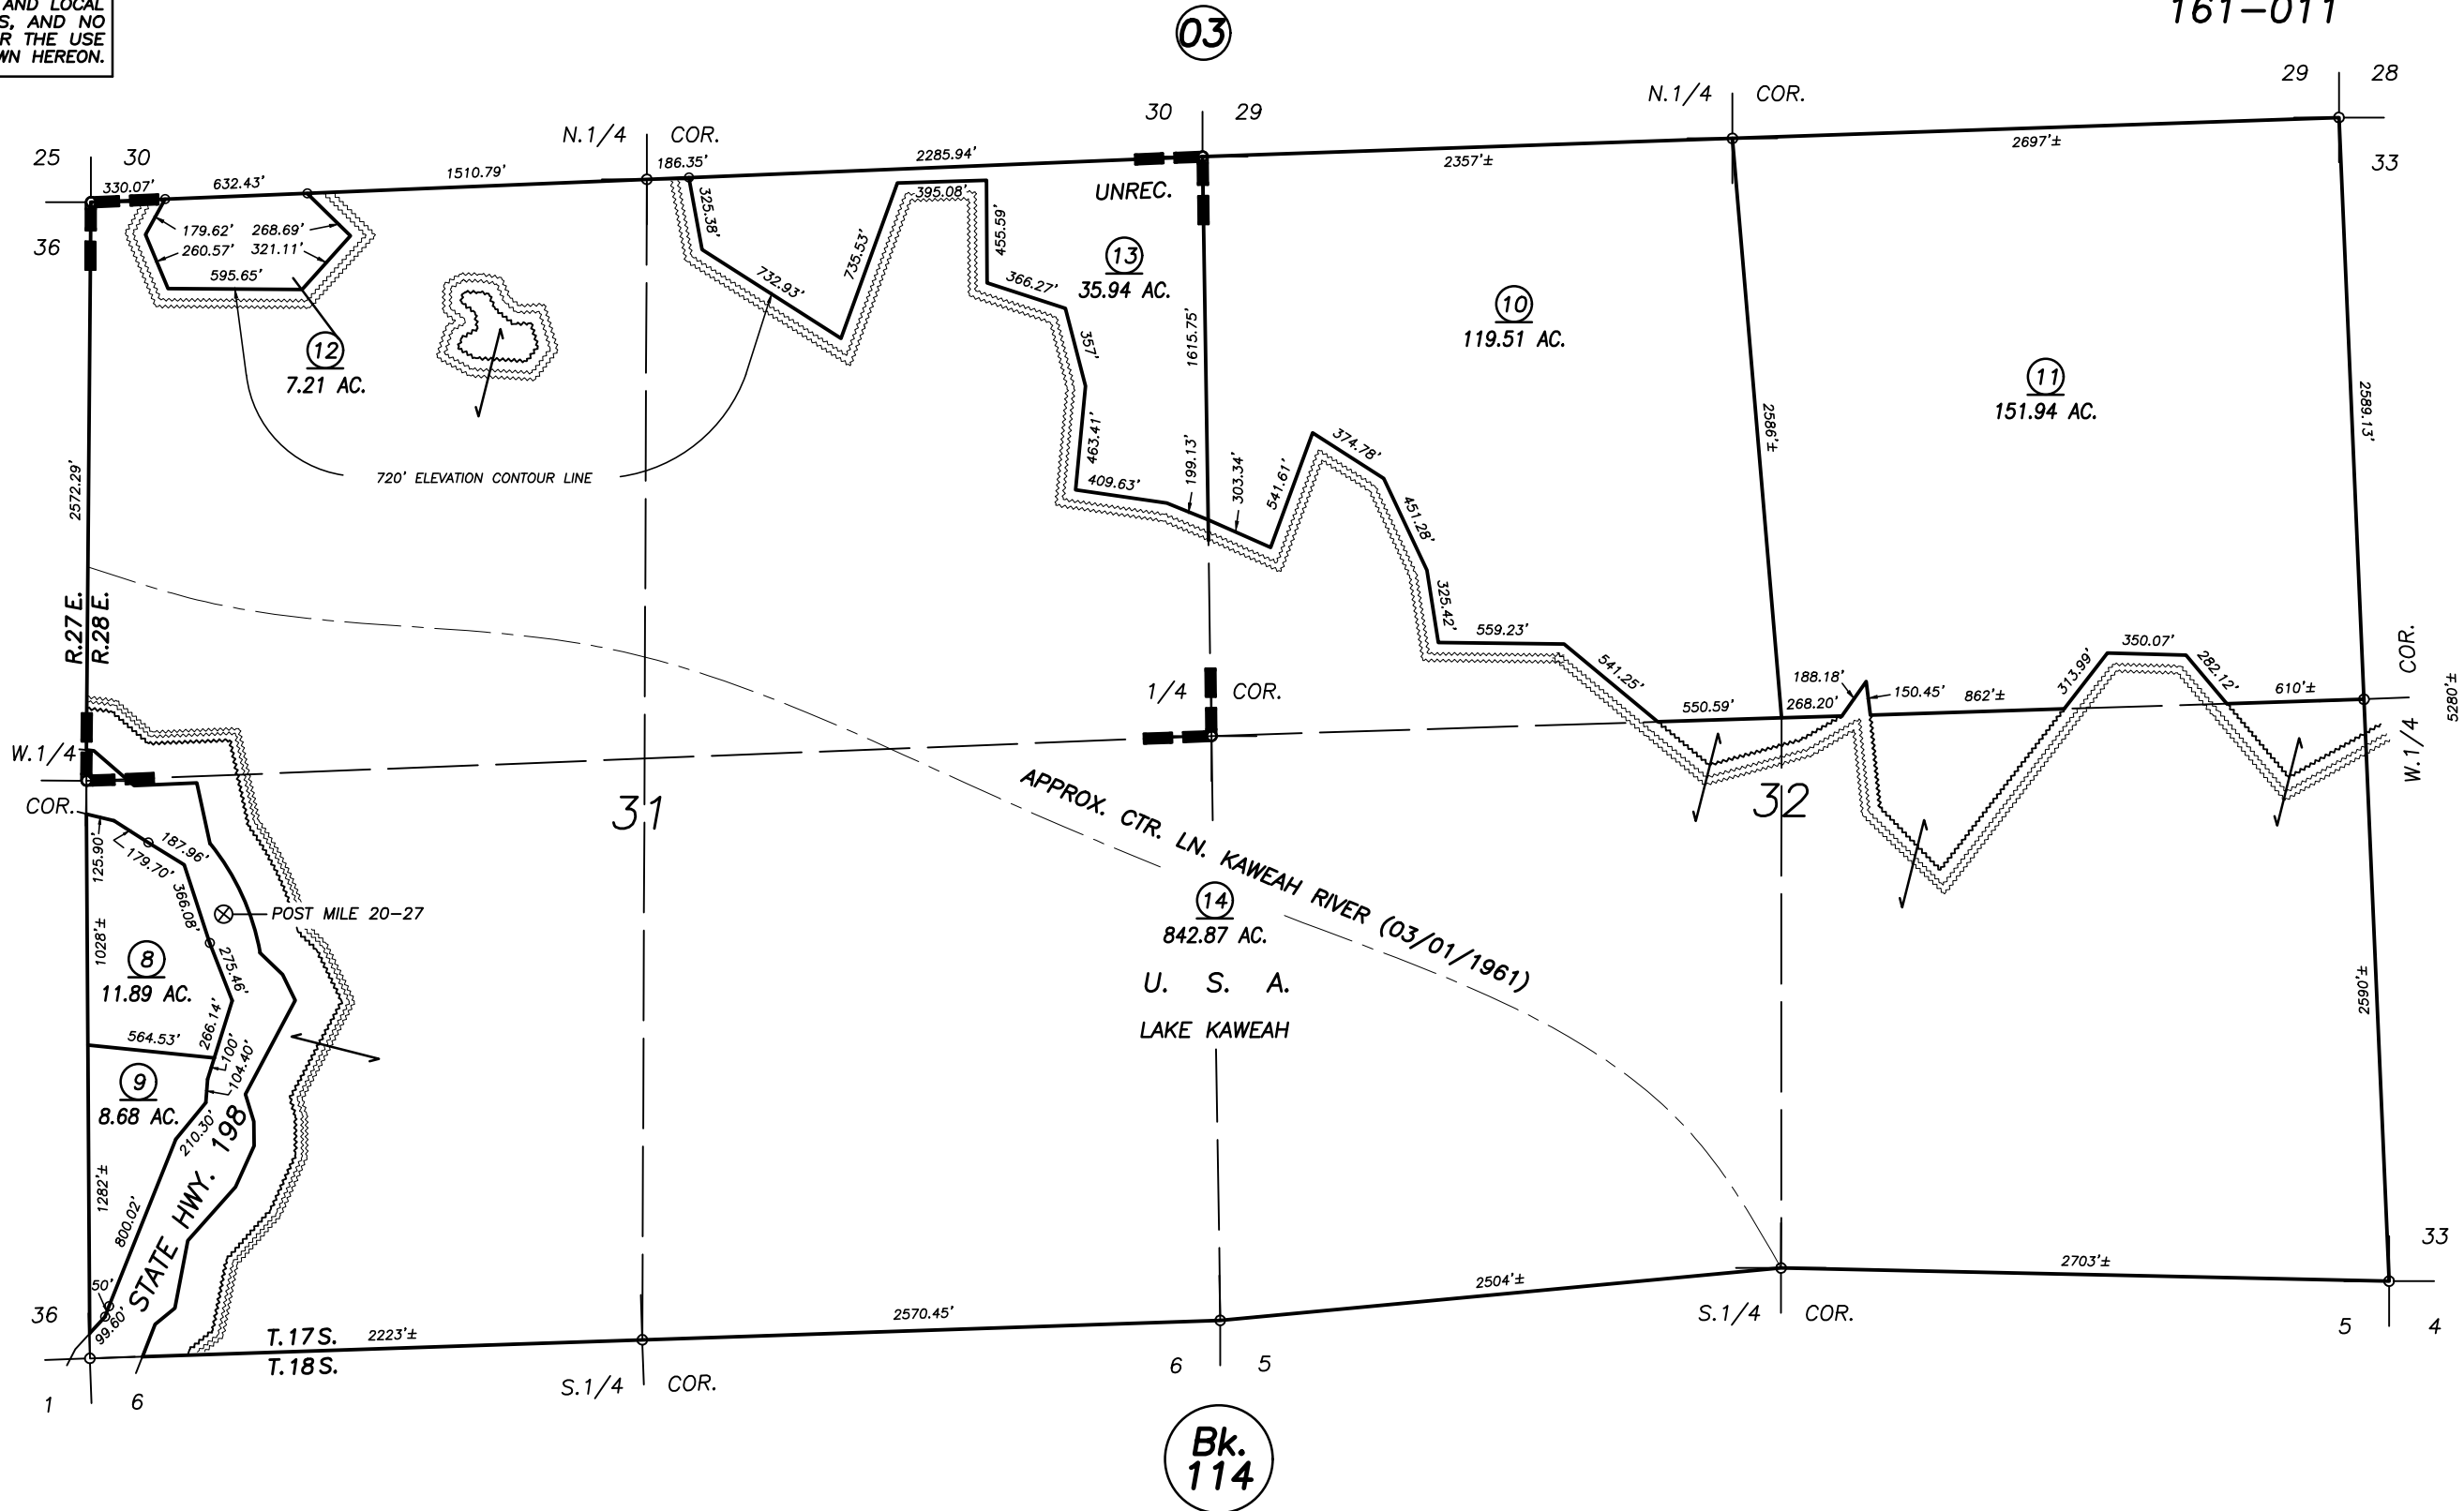 AND LOCAL
S, AND NO
R THE USE
WN HEREON.
03
161-011
29 28
33
N.1/4 COR.
30 29
N.1/4 COR.
25 30
36
330.07'
632.43'
1510.79'
186.35'
2285.94'
2357'±
2697'±
UNREC.
179.62'
268.69'
260.57'
321.11'
595.65'
325.38'
732.93'
735.53'
395.08'
455.59'
366.27'
357'
463.41'
409.63'
199.13'
1615.75'
13
35.94 AC.
10
119.51 AC.
11
151.94 AC.
12
7.21 AC.
720' ELEVATION CONTOUR LINE
2572.29'
303.34'
541.61'
374.78'
451.28'
325.42'
559.23'
541.25'
550.59'
2586'±
268.20'
188.18'
150.45'
862'±
313.99'
350.07'
282.12'
610'±
2589.13'
5280'±
R.27E.
R.28E.
1/4 COR.
W.1/4
COR.
W.1/4 COR.
31
32
APPROX. CTR. LN. KAWEAH RIVER (03/01/1961)
14
842.87 AC.
U. S. A.
LAKE KAWEAH
125.90'
179.70'
187.96'
366.08'
POST MILE 20-27
1028'±
8
11.89 AC.
275.46'
266.14'
564.53'
100'
104.40'
9
8.68 AC.
210.30'
1282'±
800.02'
STATE HWY. 198
50'
99.60'
2590'±
33
36
T.17S.
T.18S.
2223'±
2570.45'
2504'±
2703'±
S.1/4 COR.
S.1/4 COR.
1 6
6 5
5 4
Bk.
114